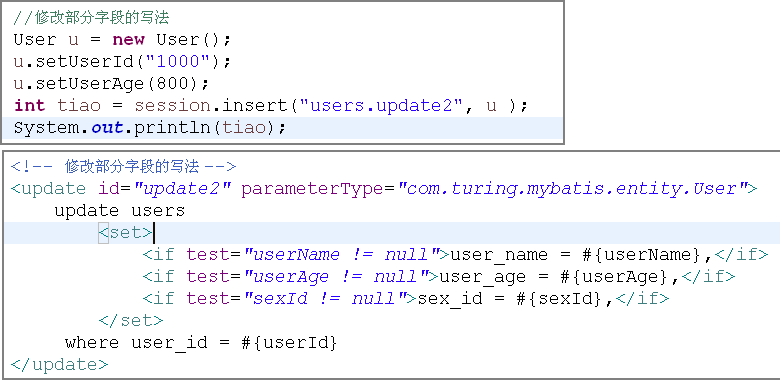 //修改部分字段的写法
User u = new User();
u.setUserId("1000");
u.setUserAge(800);
int tiao = session.insert("users.update2", u );
System.out.println(tiao);
<!-- 修改部分字段的写法 -->
<update id="update2" parameterType="com.turing.mybatis.entity.User">
update users
<set>
<if test="userName != null">user_name = #{userName},</if>
<if test="userAge != null">user_age = #{userAge},</if>
<if test="sexId != null">sex_id = #{sexId},</if>
</set>
where user_id = #{userId}
</update>